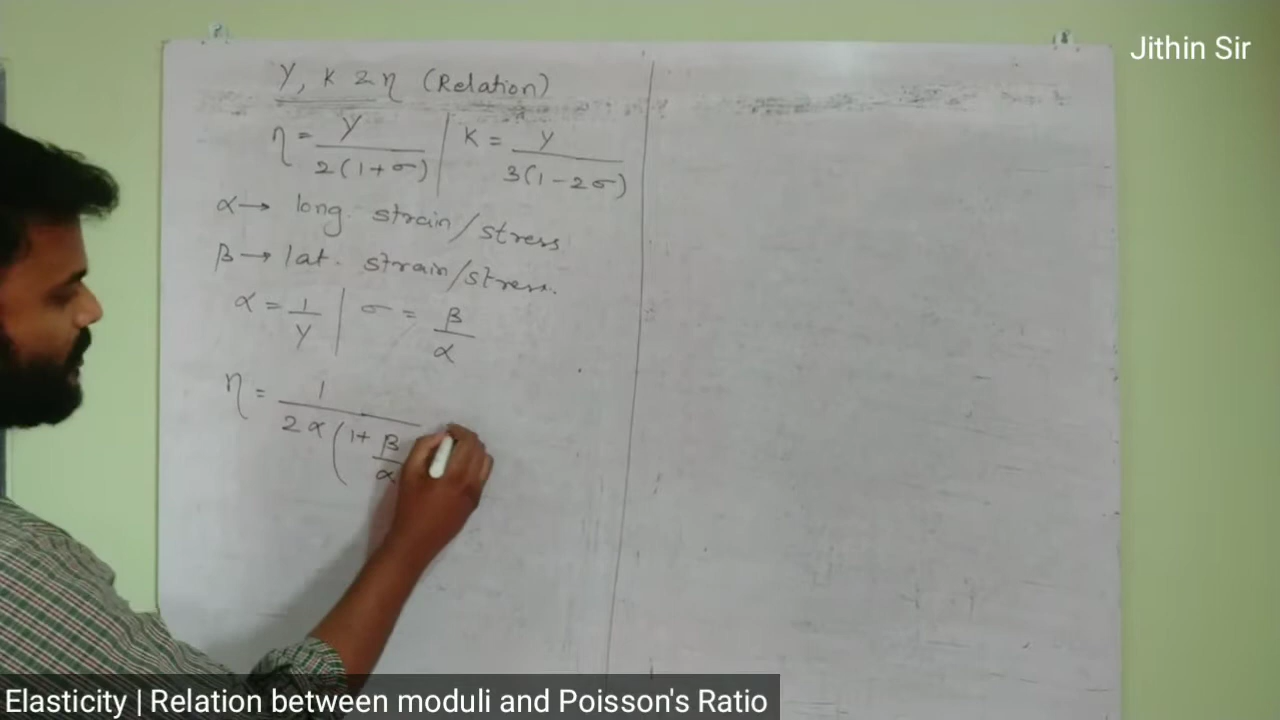 Jithin Sir
Y, K & η (Relation)
η = Y / 2(1+σ) | K = Y / 3(1-2σ)
α → long. strain/stress
β → lat. strain/stress.
α = 1/Y | σ = β/α
η = 1 / 2α(1+ β/α
Elasticity | Relation between moduli and Poisson's Ratio